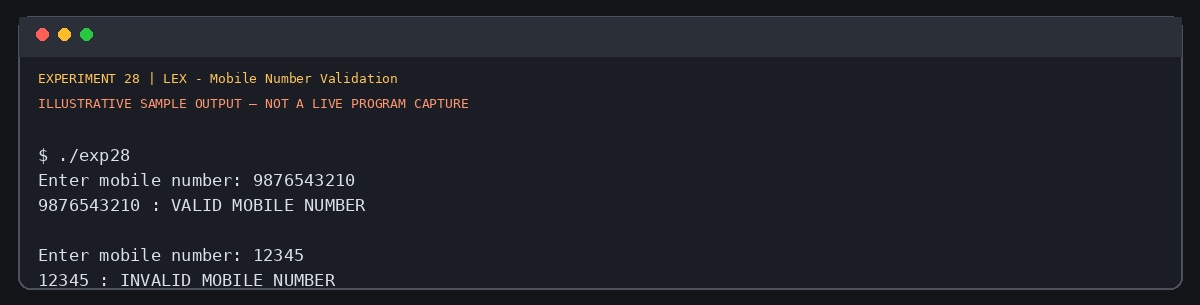 EXPERIMENT 28 | LEX - Mobile Number Validation
ILLUSTRATIVE SAMPLE OUTPUT — NOT A LIVE PROGRAM CAPTURE
$ ./exp28
Enter mobile number: 9876543210
9876543210 : VALID MOBILE NUMBER
Enter mobile number: 12345
12345 : INVALID MOBILE NUMBER